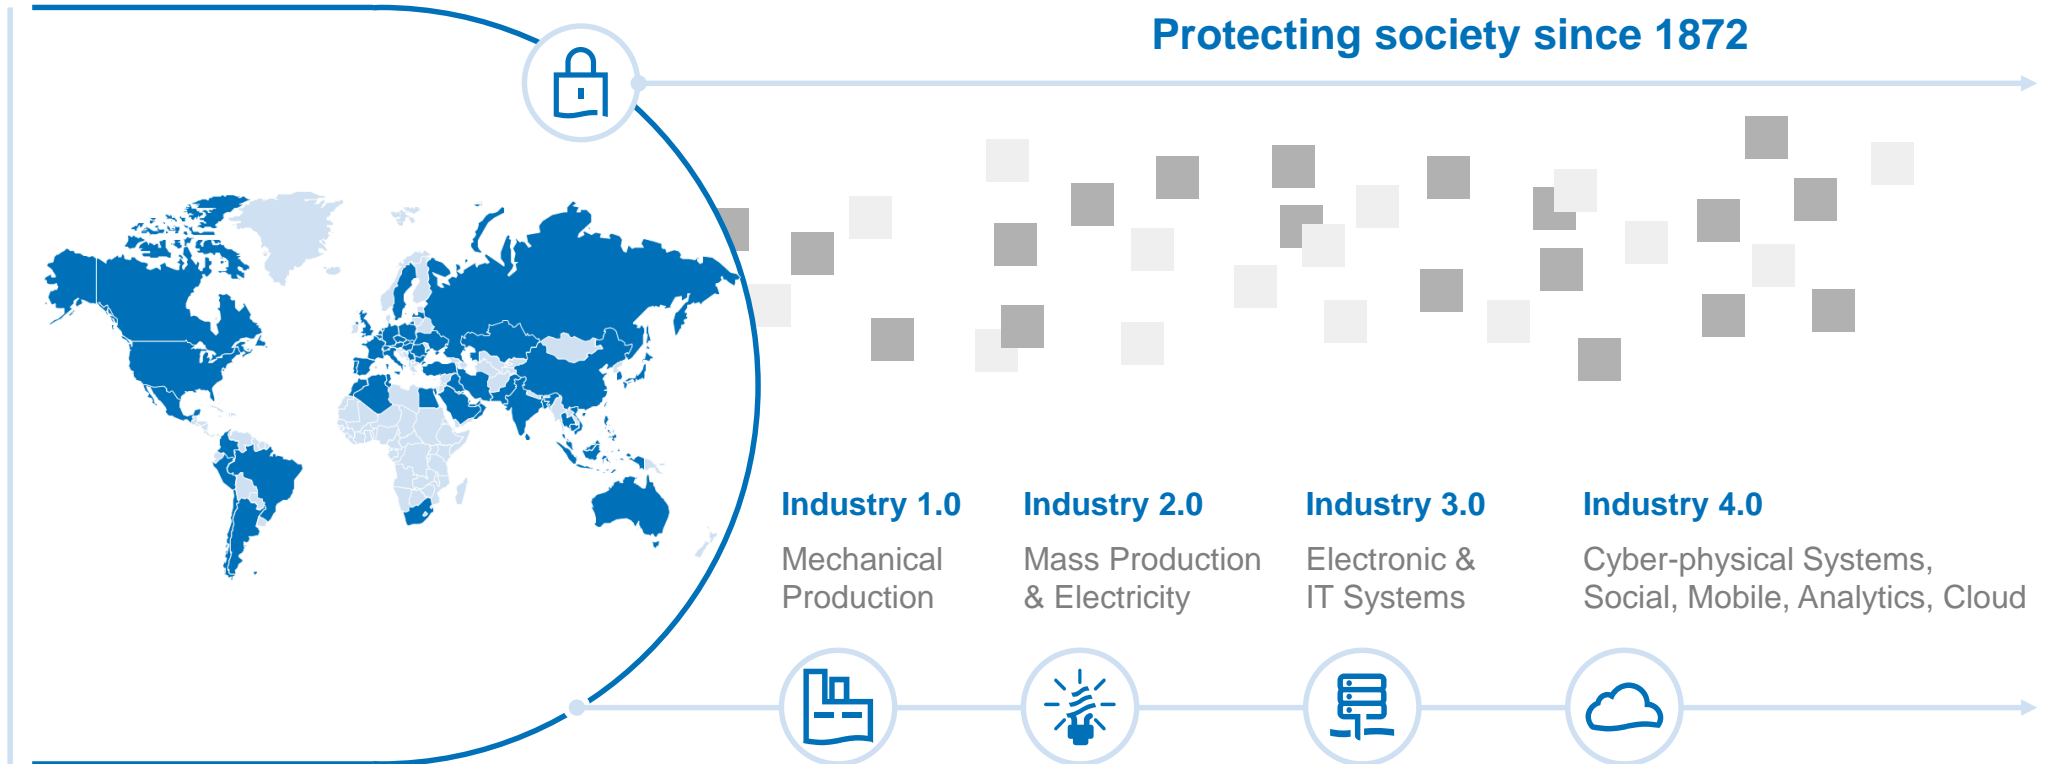 Protecting society since 1872
Industry 1.0
Mechanical
Production
Industry 2.0
Mass Production
& Electricity
Industry 3.0
Electronic &
IT Systems
Industry 4.0
Cyber-physical Systems,
Social, Mobile, Analytics, Cloud